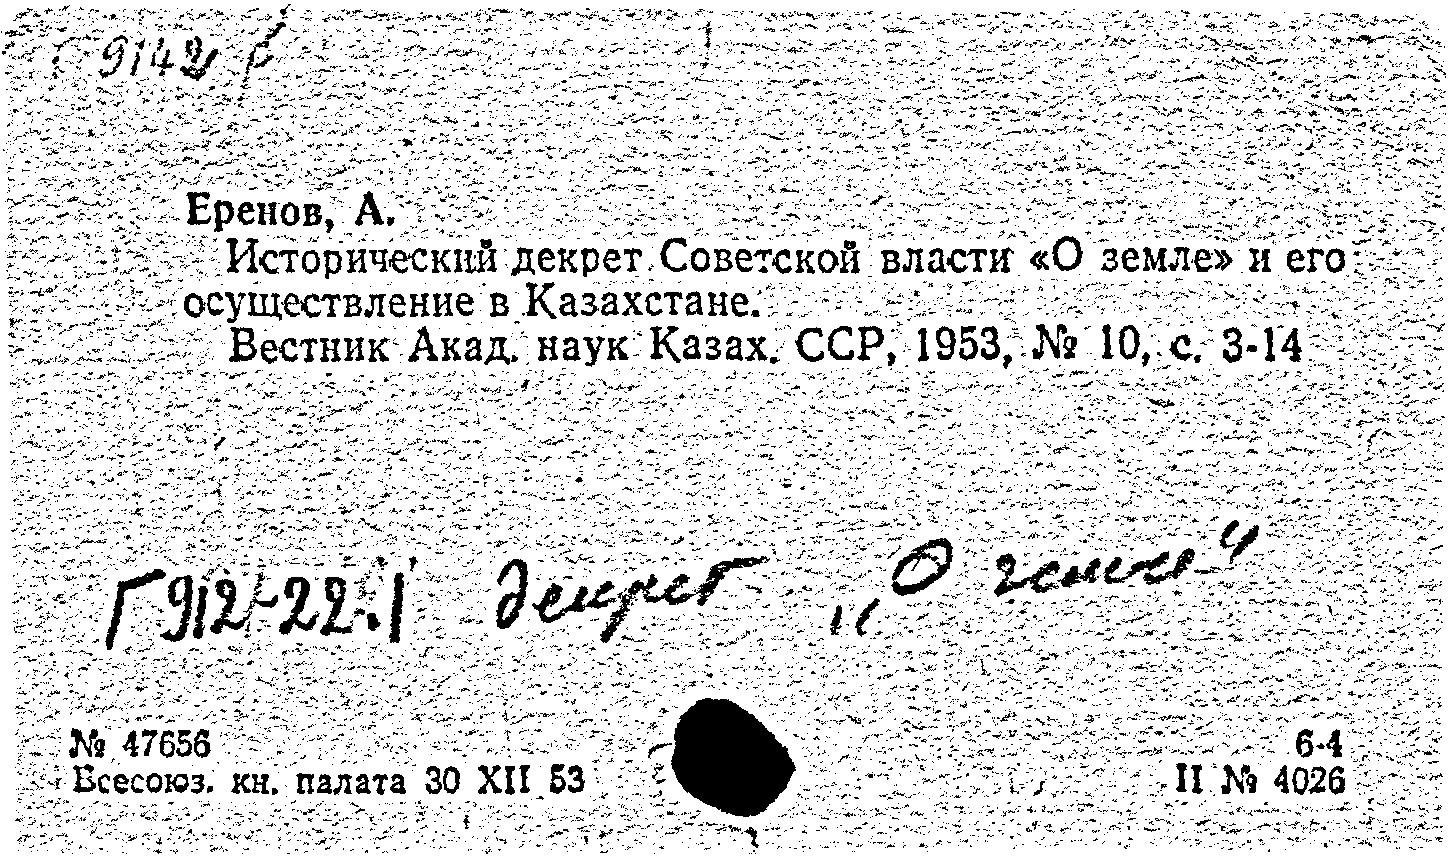 Еренов, А.
Исторический декрет Советской власти «О земле» и его
осуществление в Казахстане.
Вестник Акад. наук Казах. ССР, 1953, № 10, с. 3-14
Г912-22.1 декрет „О земле"
№ 47656
Всесоюз. кн. палата 30 XII 53
6-4
П № 4026